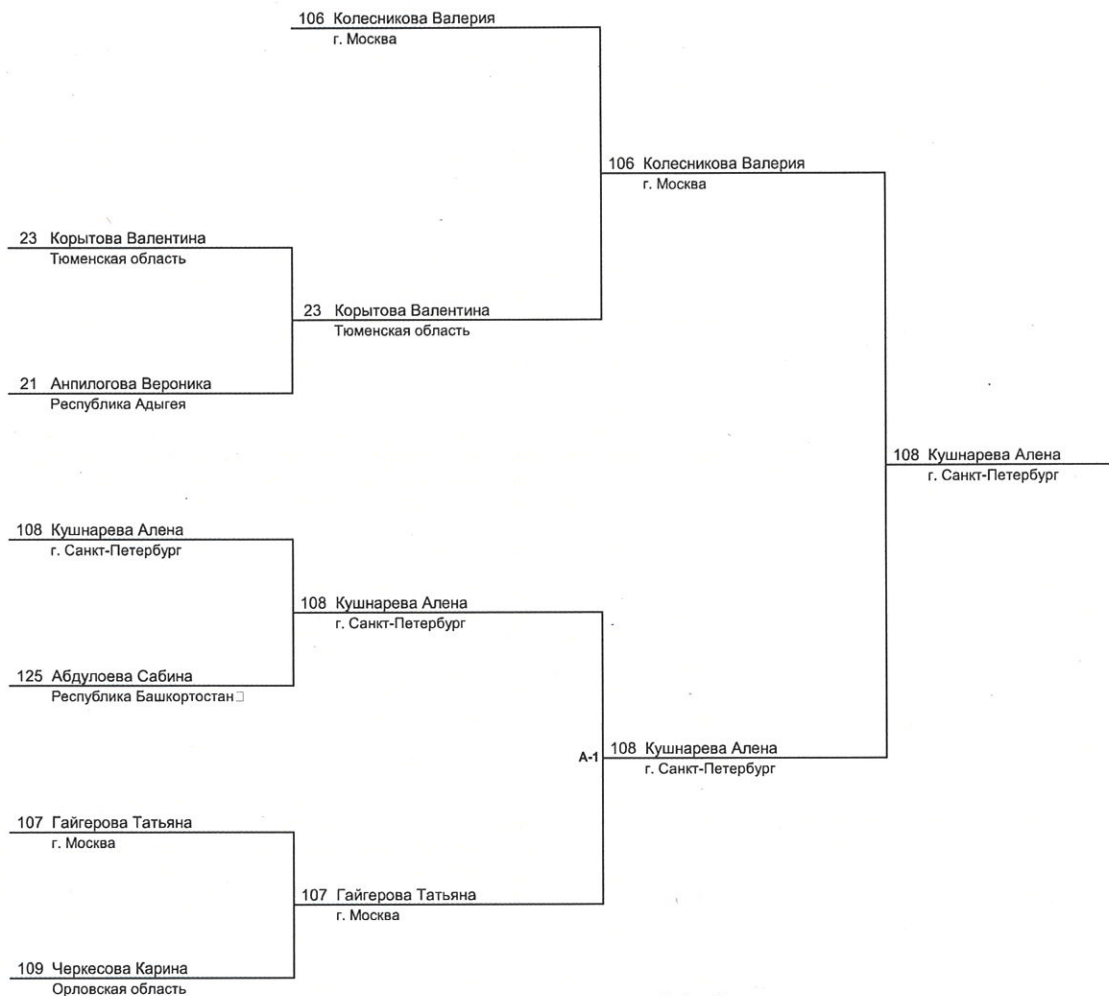 106 Колесникова Валерия
г. Москва
106 Колесникова Валерия
г. Москва
23 Корытова Валентина
Тюменская область
23 Корытова Валентина
Тюменская область
21 Анпилогова Вероника
Республика Адыгея
108 Кушнарева Алена
г. Санкт-Петербург
108 Кушнарева Алена
г. Санкт-Петербург
108 Кушнарева Алена
г. Санкт-Петербург
125 Абдулоева Сабина
Республика Башкортостан
А-1 108 Кушнарева Алена
г. Санкт-Петербург
107 Гайгерова Татьяна
г. Москва
107 Гайгерова Татьяна
г. Москва
109 Черкесова Карина
Орловская область